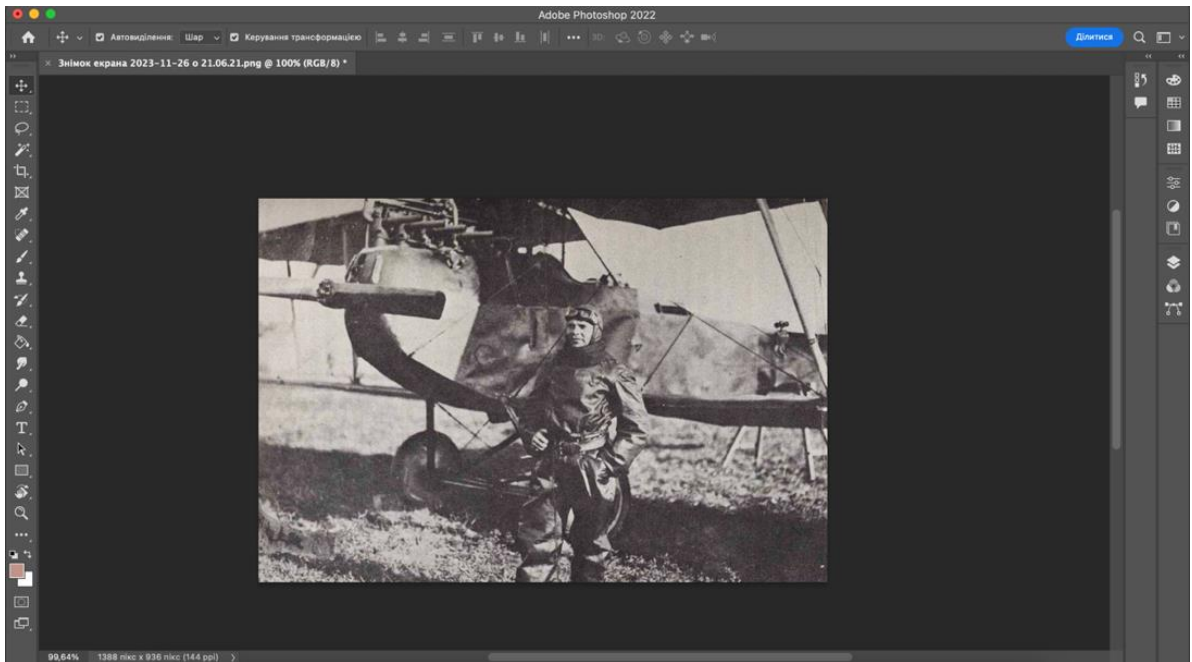 Adobe Photoshop 2022
Автовиділення: Шар Керування трансформацією 3D: Ділитися
× Знімок екрана 2023-11-26 о 21.06.21.png @ 100% (RGB/8) *
99,64% 1388 пікс x 936 пікс (144 ppi)